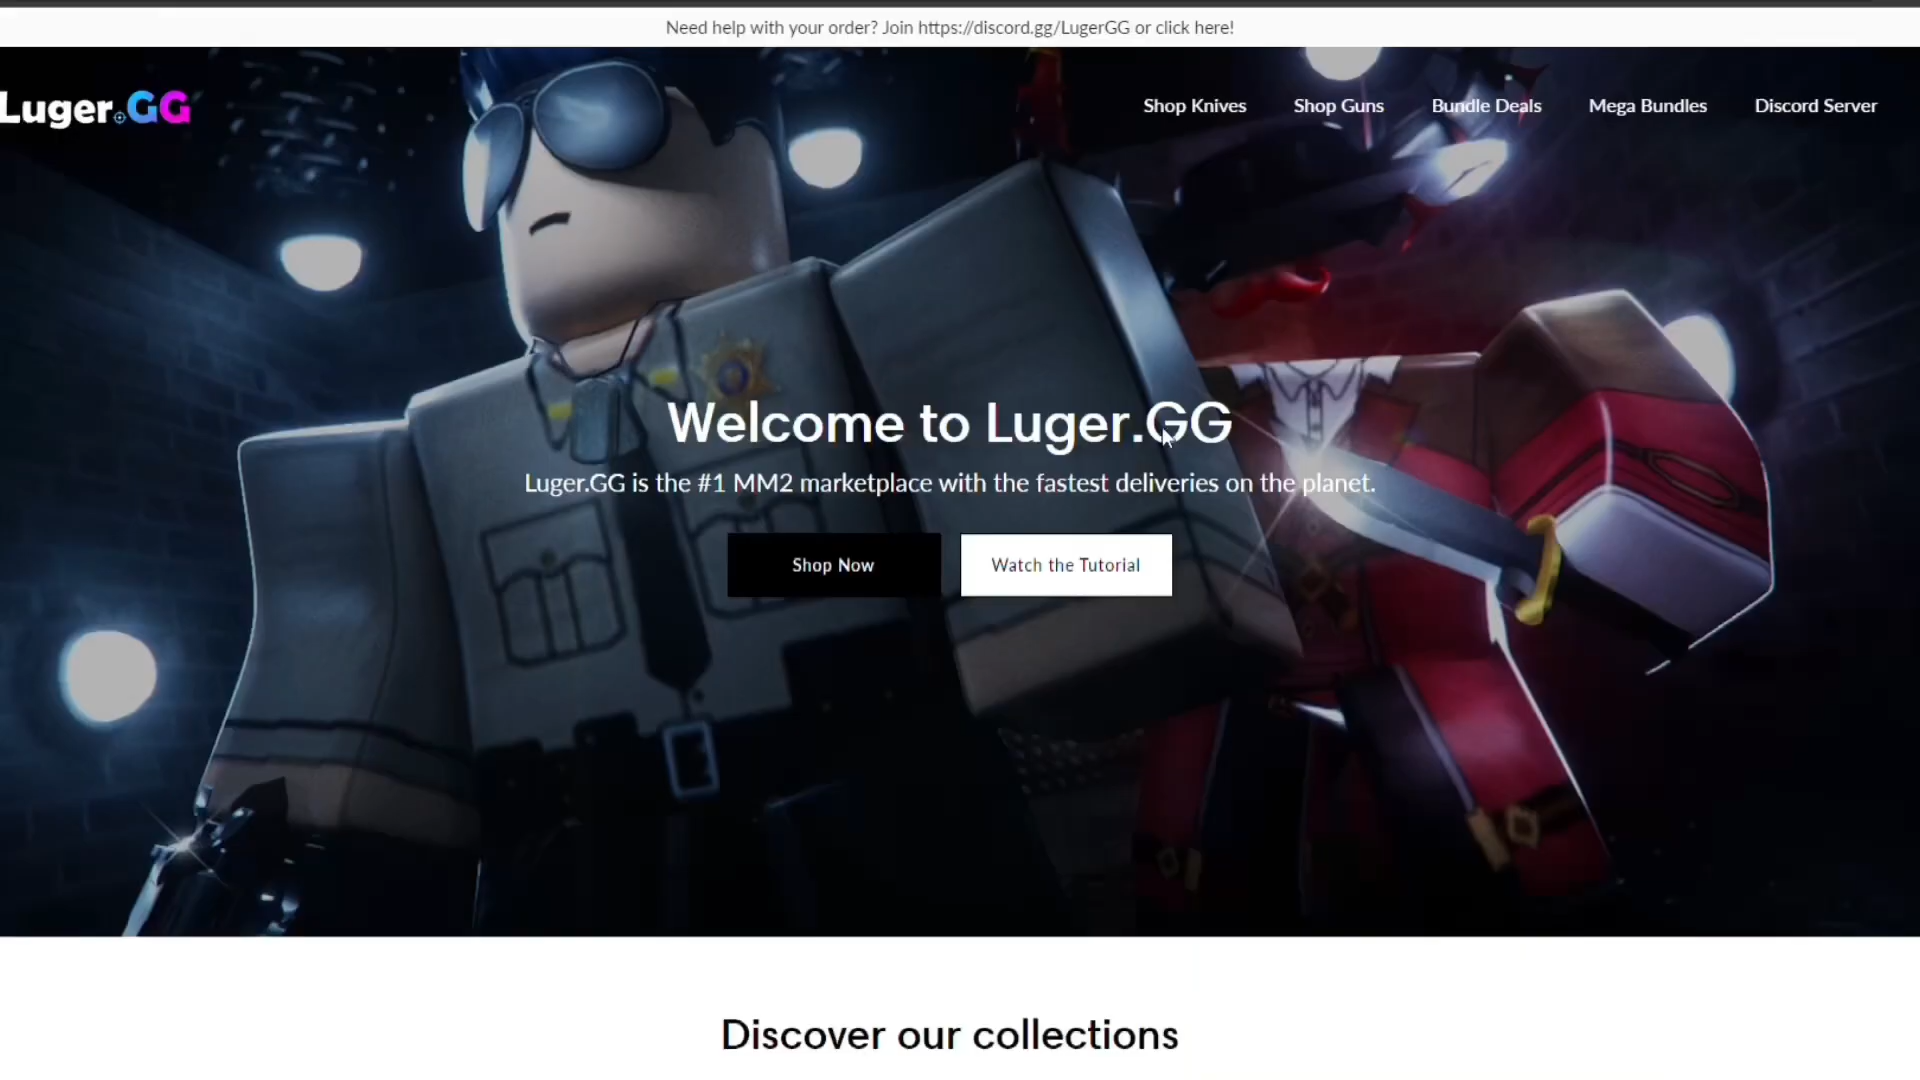 Need help with your order? Join https://discord.gg/LugerGG or click here!
Luger.GG
Shop Knives
Shop Guns
Bundle Deals
Mega Bundles
Discord Server
Welcome to Luger.GG
Luger.GG is the #1 MM2 marketplace with the fastest deliveries on the planet.
Shop Now
Watch the Tutorial
Discover our collections